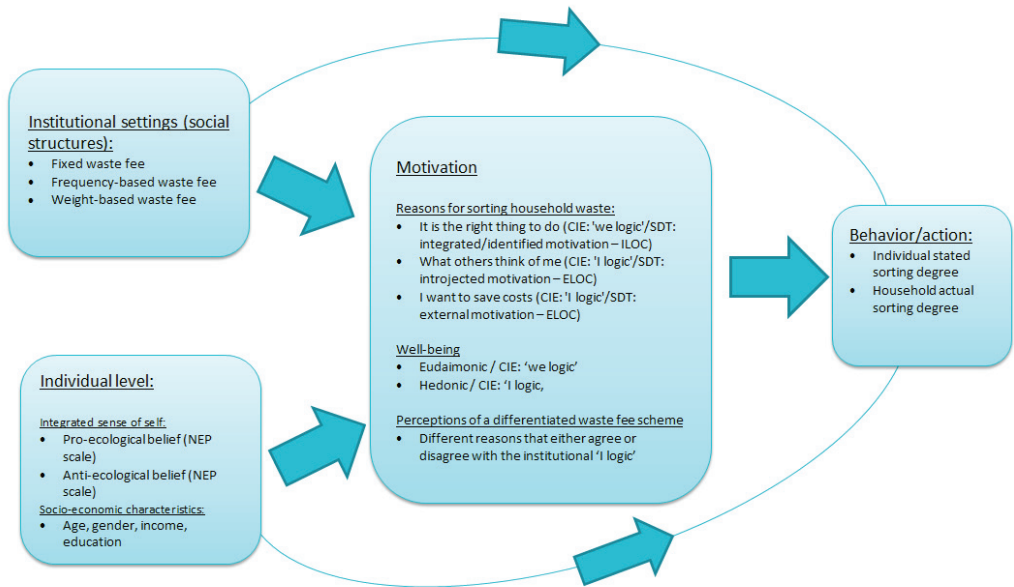 Institutional settings (social
structures):
• Fixed waste fee
• Frequency-based waste fee
• Weight-based waste fee
Individual level:
Integrated sense of self:
• Pro-ecological belief (NEP
scale)
• Anti-ecological belief (NEP
scale)
Socio-economic characteristics:
• Age, gender, income,
education
Motivation
Reasons for sorting household waste:
• It is the right thing to do (CIE: 'we logic'/SDT:
integrated/identified motivation – ILOC)
• What others think of me (CIE: 'I logic'/SDT:
introjected motivation – ELOC)
• I want to save costs (CIE: 'I logic'/SDT:
external motivation – ELOC)
Well-being
• Eudaimonic / CIE: ‘we logic’
• Hedonic / CIE: ‘I logic,
Perceptions of a differentiated waste fee scheme
• Different reasons that either agree or
disagree with the institutional ‘I logic’
Behavior/action:
• Individual stated
sorting degree
• Household actual
sorting degree